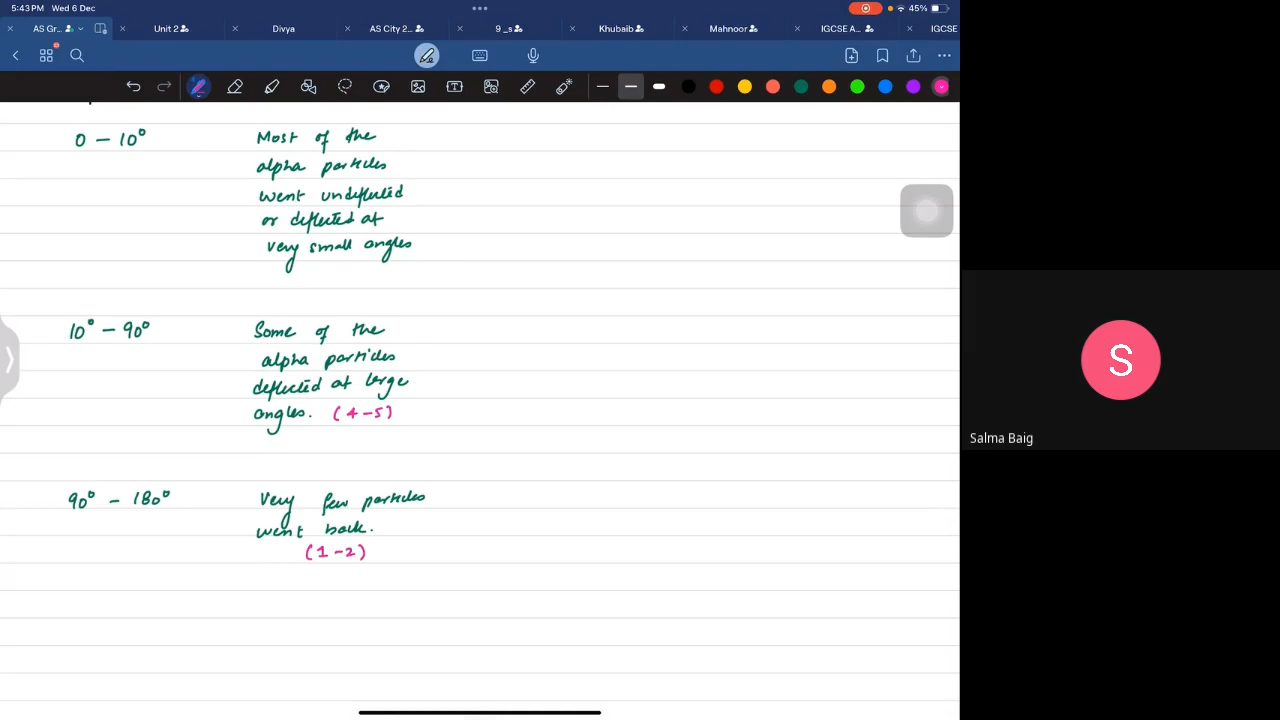 5:43 PM Wed 6 Dec
45%
AS Gr...
Unit 2
Divya
AS City 2...
9 _s
Khubaib
Mahnoor
IGCSE A...
IGCSE
0 – 10°
Most of the
alpha particles
went undeflected
or deflected at
very small angles
10° – 90°
Some of the
alpha particles
deflected at large
angles. (4-5)
90° – 180°
Very few particles
went back.
(1-2)
S
Salma Baig